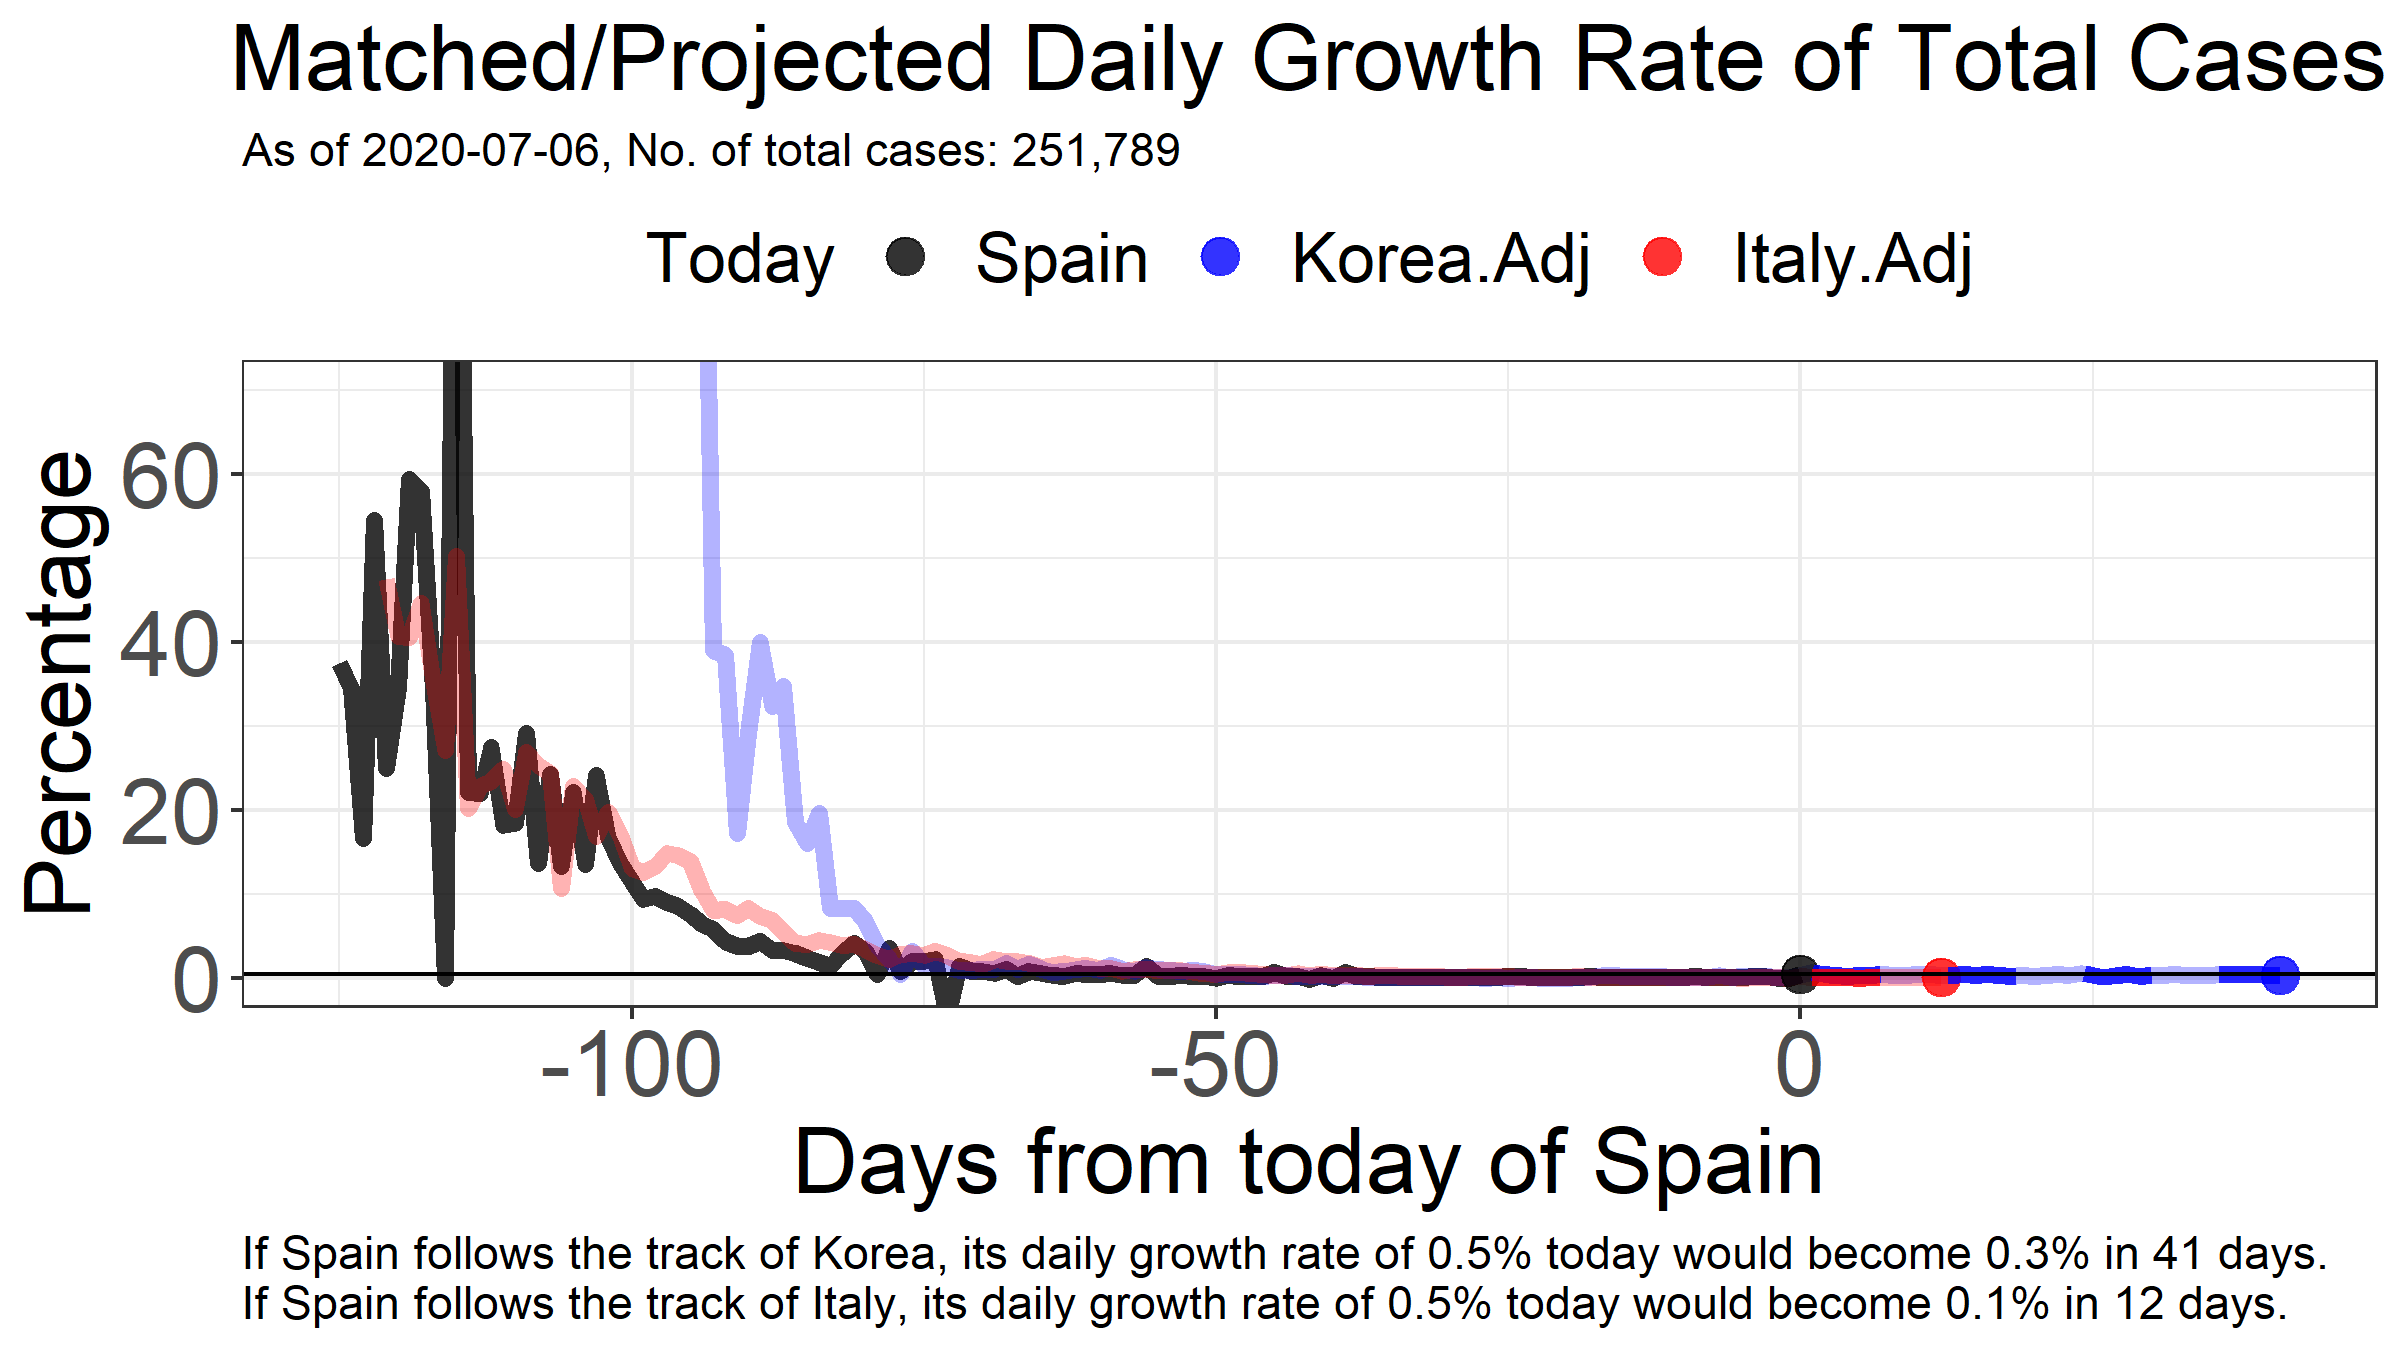 Matched/Projected Daily Growth Rate of Total Cases
As of 2020-07-06, No. of total cases: 251,789
Today Spain Korea.Adj Italy.Adj
Percentage
60
40
20
0
-100 -50 0
Days from today of Spain
If Spain follows the track of Korea, its daily growth rate of 0.5% today would become 0.3% in 41 days.
If Spain follows the track of Italy, its daily growth rate of 0.5% today would become 0.1% in 12 days.